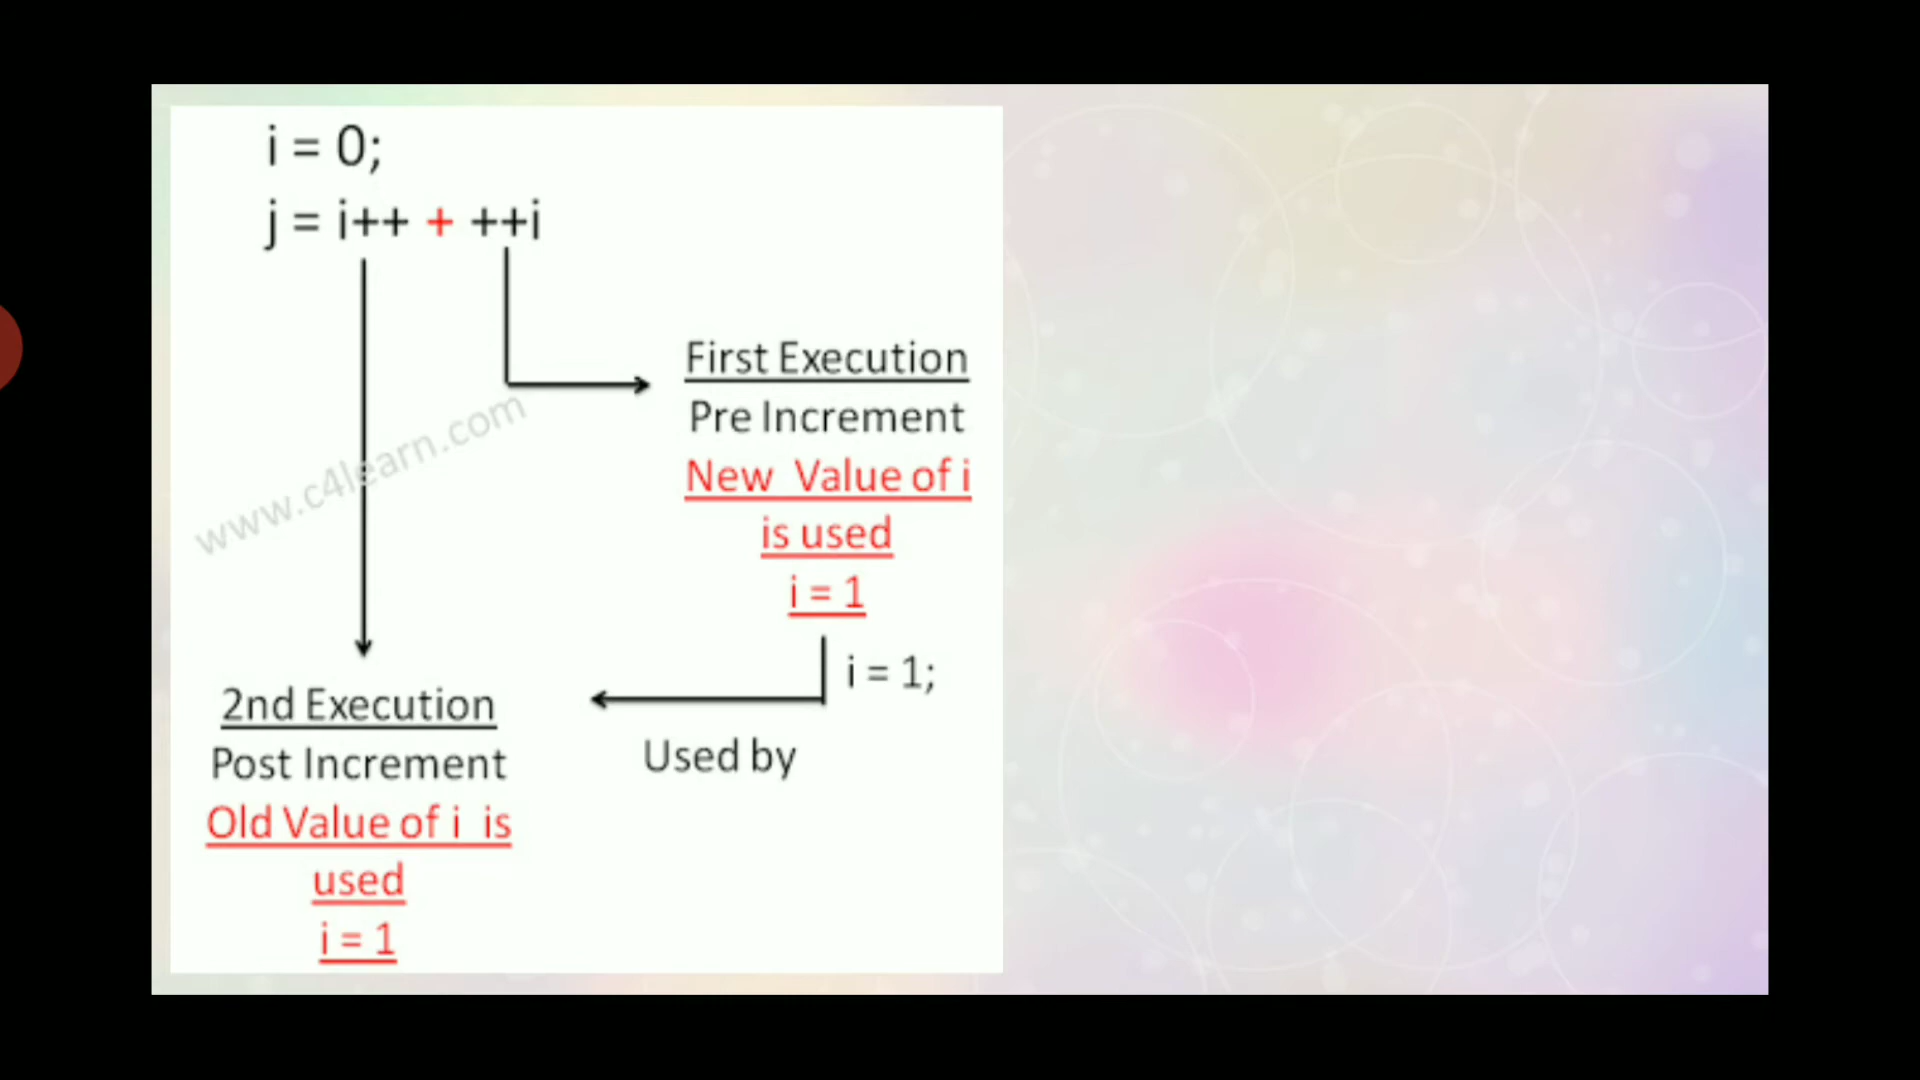 i = 0;
j = i++ + ++i
First Execution
Pre Increment
New Value of i
is used
i = 1
www.c4learn.com
i = 1;
Used by
2nd Execution
Post Increment
Old Value of i is
used
i = 1